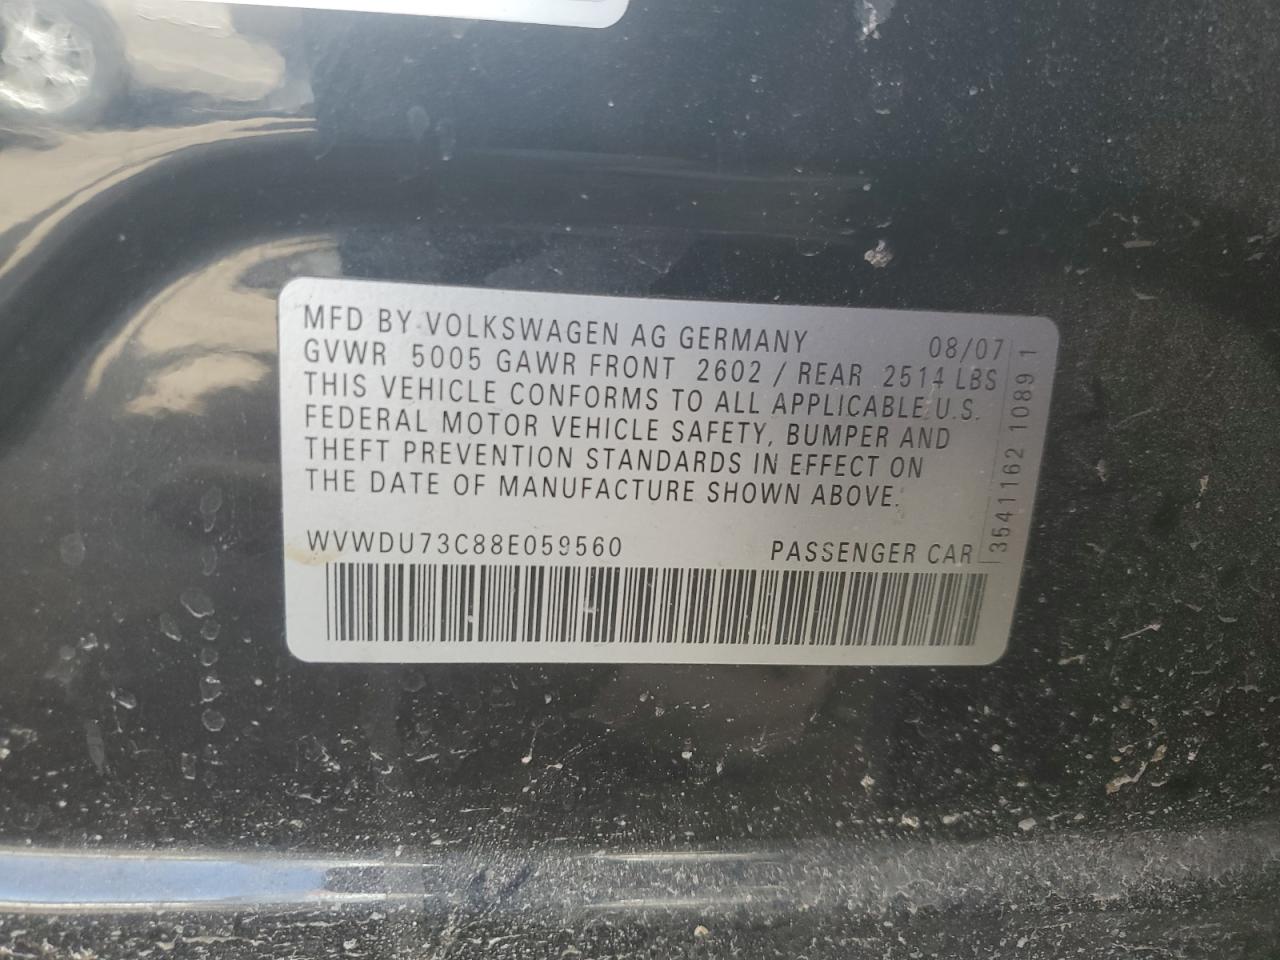 MFD BY VOLKSWAGEN AG GERMANY 08/07
GVWR 5005 GAWR FRONT 2602 / REAR 2514 LBS
THIS VEHICLE CONFORMS TO ALL APPLICABLE U.S.
FEDERAL MOTOR VEHICLE SAFETY, BUMPER AND
THEFT PREVENTION STANDARDS IN EFFECT ON
THE DATE OF MANUFACTURE SHOWN ABOVE.
WVWDU73C88E059560 PASSENGER CAR
3541162 1089 1